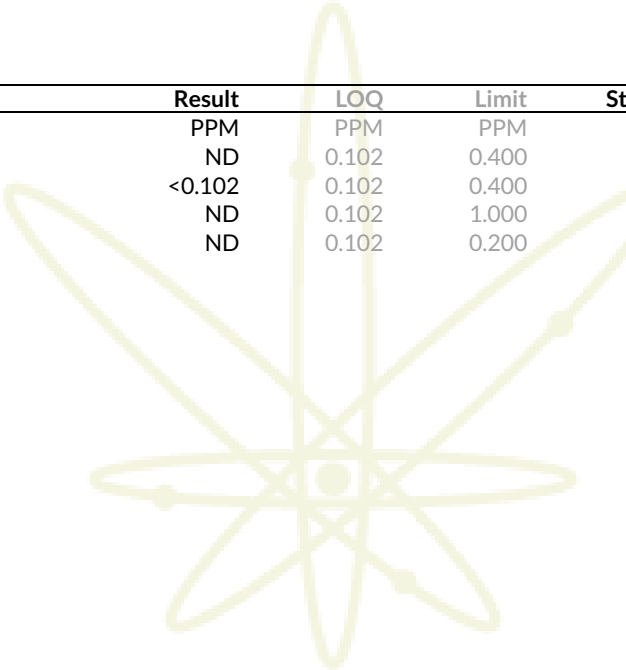 Result LOQ Limit St
PPM PPM PPM
ND 0.102 0.400
<0.102 0.102 0.400
ND 0.102 1.000
ND 0.102 0.200